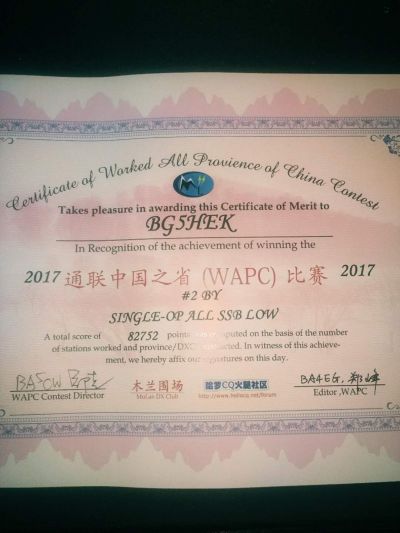 Certificate of Worked All Provience of China Contest
Takes pleasure in awarding this Certificate of Merit to
BG5HEK
In Recognition of the achievement of winning the
2017 通联中国之省 (WAPC) 比赛 2017
#2 BY
SINGLE-OP ALL SSB LOW
A total score of 82752 points was computed on the basis of the number
of stations worked and province/DXCC contacted. In witness of this achieve-
ment, we hereby affix our signatures on this day.
BA5CW
BA4EG.
WAPC Contest Director
木兰围场
MuLan DX Club
哈罗CQ火腿社区
http://www.hellocq.net/forum
Editor ,WAPC